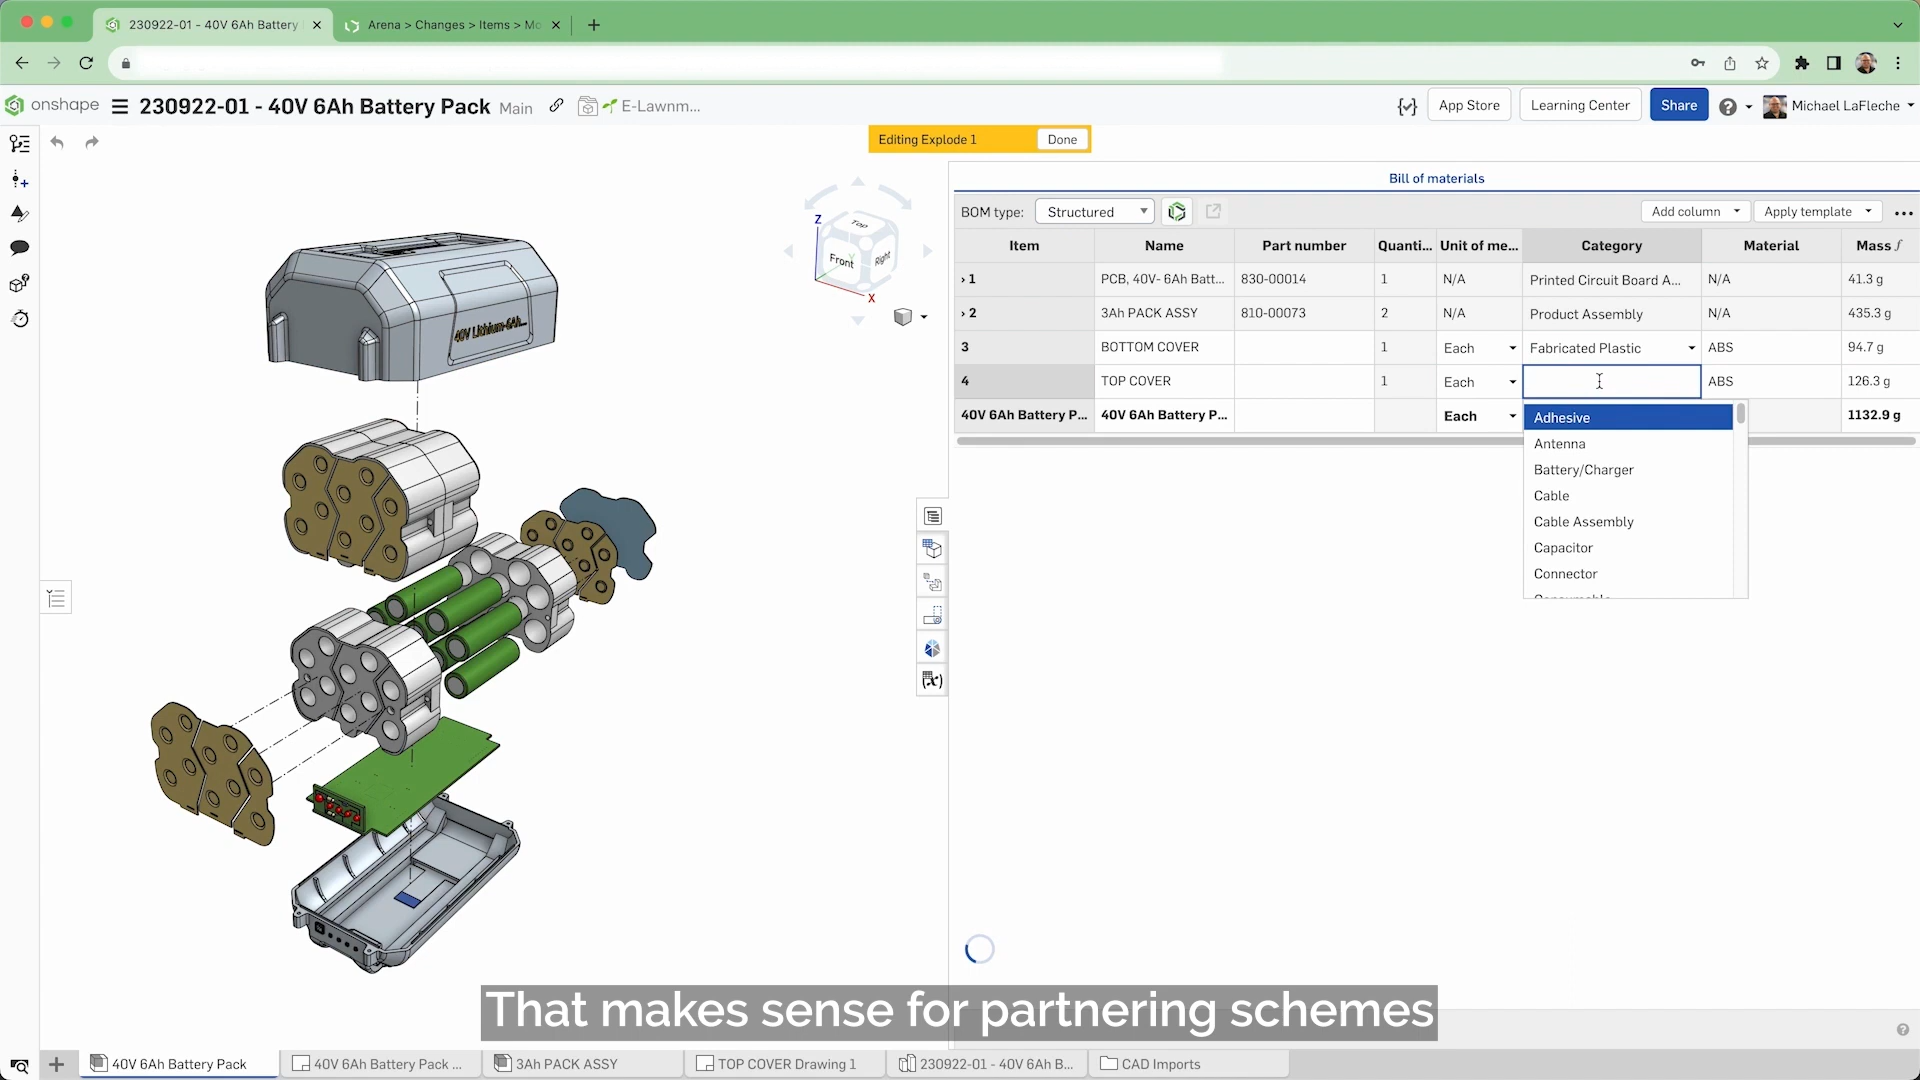 230922-01 - 40V 6Ah Battery
Arena > Changes > Items > Mo
onshape
230922-01 - 40V 6Ah Battery Pack Main
E-Lawnm...
App Store
Learning Center
Share
Michael LaFleche
Editing Explode 1
Done
Bill of materials
BOM type: Structured
Add column
Apply template
Item Name Part number Quanti... Unit of me... Category Material Mass f
1 PCB, 40V- 6Ah Batt... 830-00014 1 N/A Printed Circuit Board A... N/A 41.3 g
2 3Ah PACK ASSY 810-00073 2 N/A Product Assembly N/A 435.3 g
3 BOTTOM COVER 1 Each Fabricated Plastic ABS 94.7 g
4 TOP COVER 1 Each ABS 126.3 g
40V 6Ah Battery P... 40V 6Ah Battery P... Each 1132.9 g
Adhesive
Antenna
Battery/Charger
Cable
Cable Assembly
Capacitor
Connector
Z
Top
Front
Right
X
40V Lithium-6Ah...
That makes sense for partnering schemes
40V 6Ah Battery Pack
40V 6Ah Battery Pack ...
3Ah PACK ASSY
TOP COVER Drawing 1
230922-01 - 40V 6Ah B...
CAD Imports